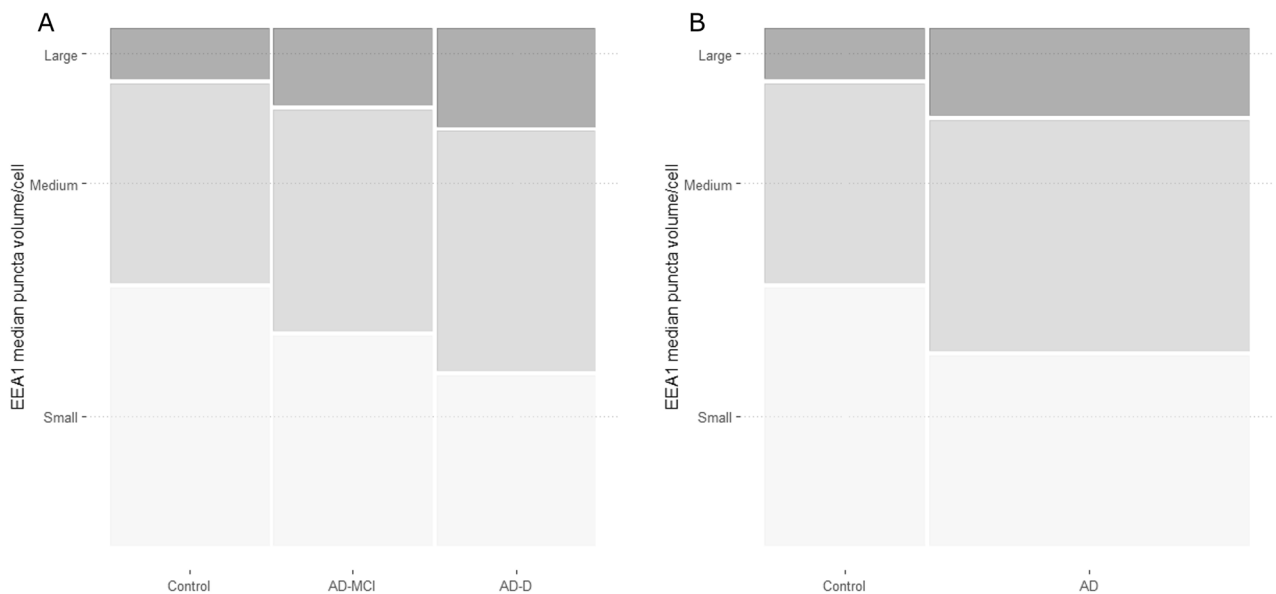 A
EEA1 median puncta volume/cell
Large
Medium
Small
Control
AD-MCI
AD-D
B
EEA1 median puncta volume/cell
Large
Medium
Small
Control
AD